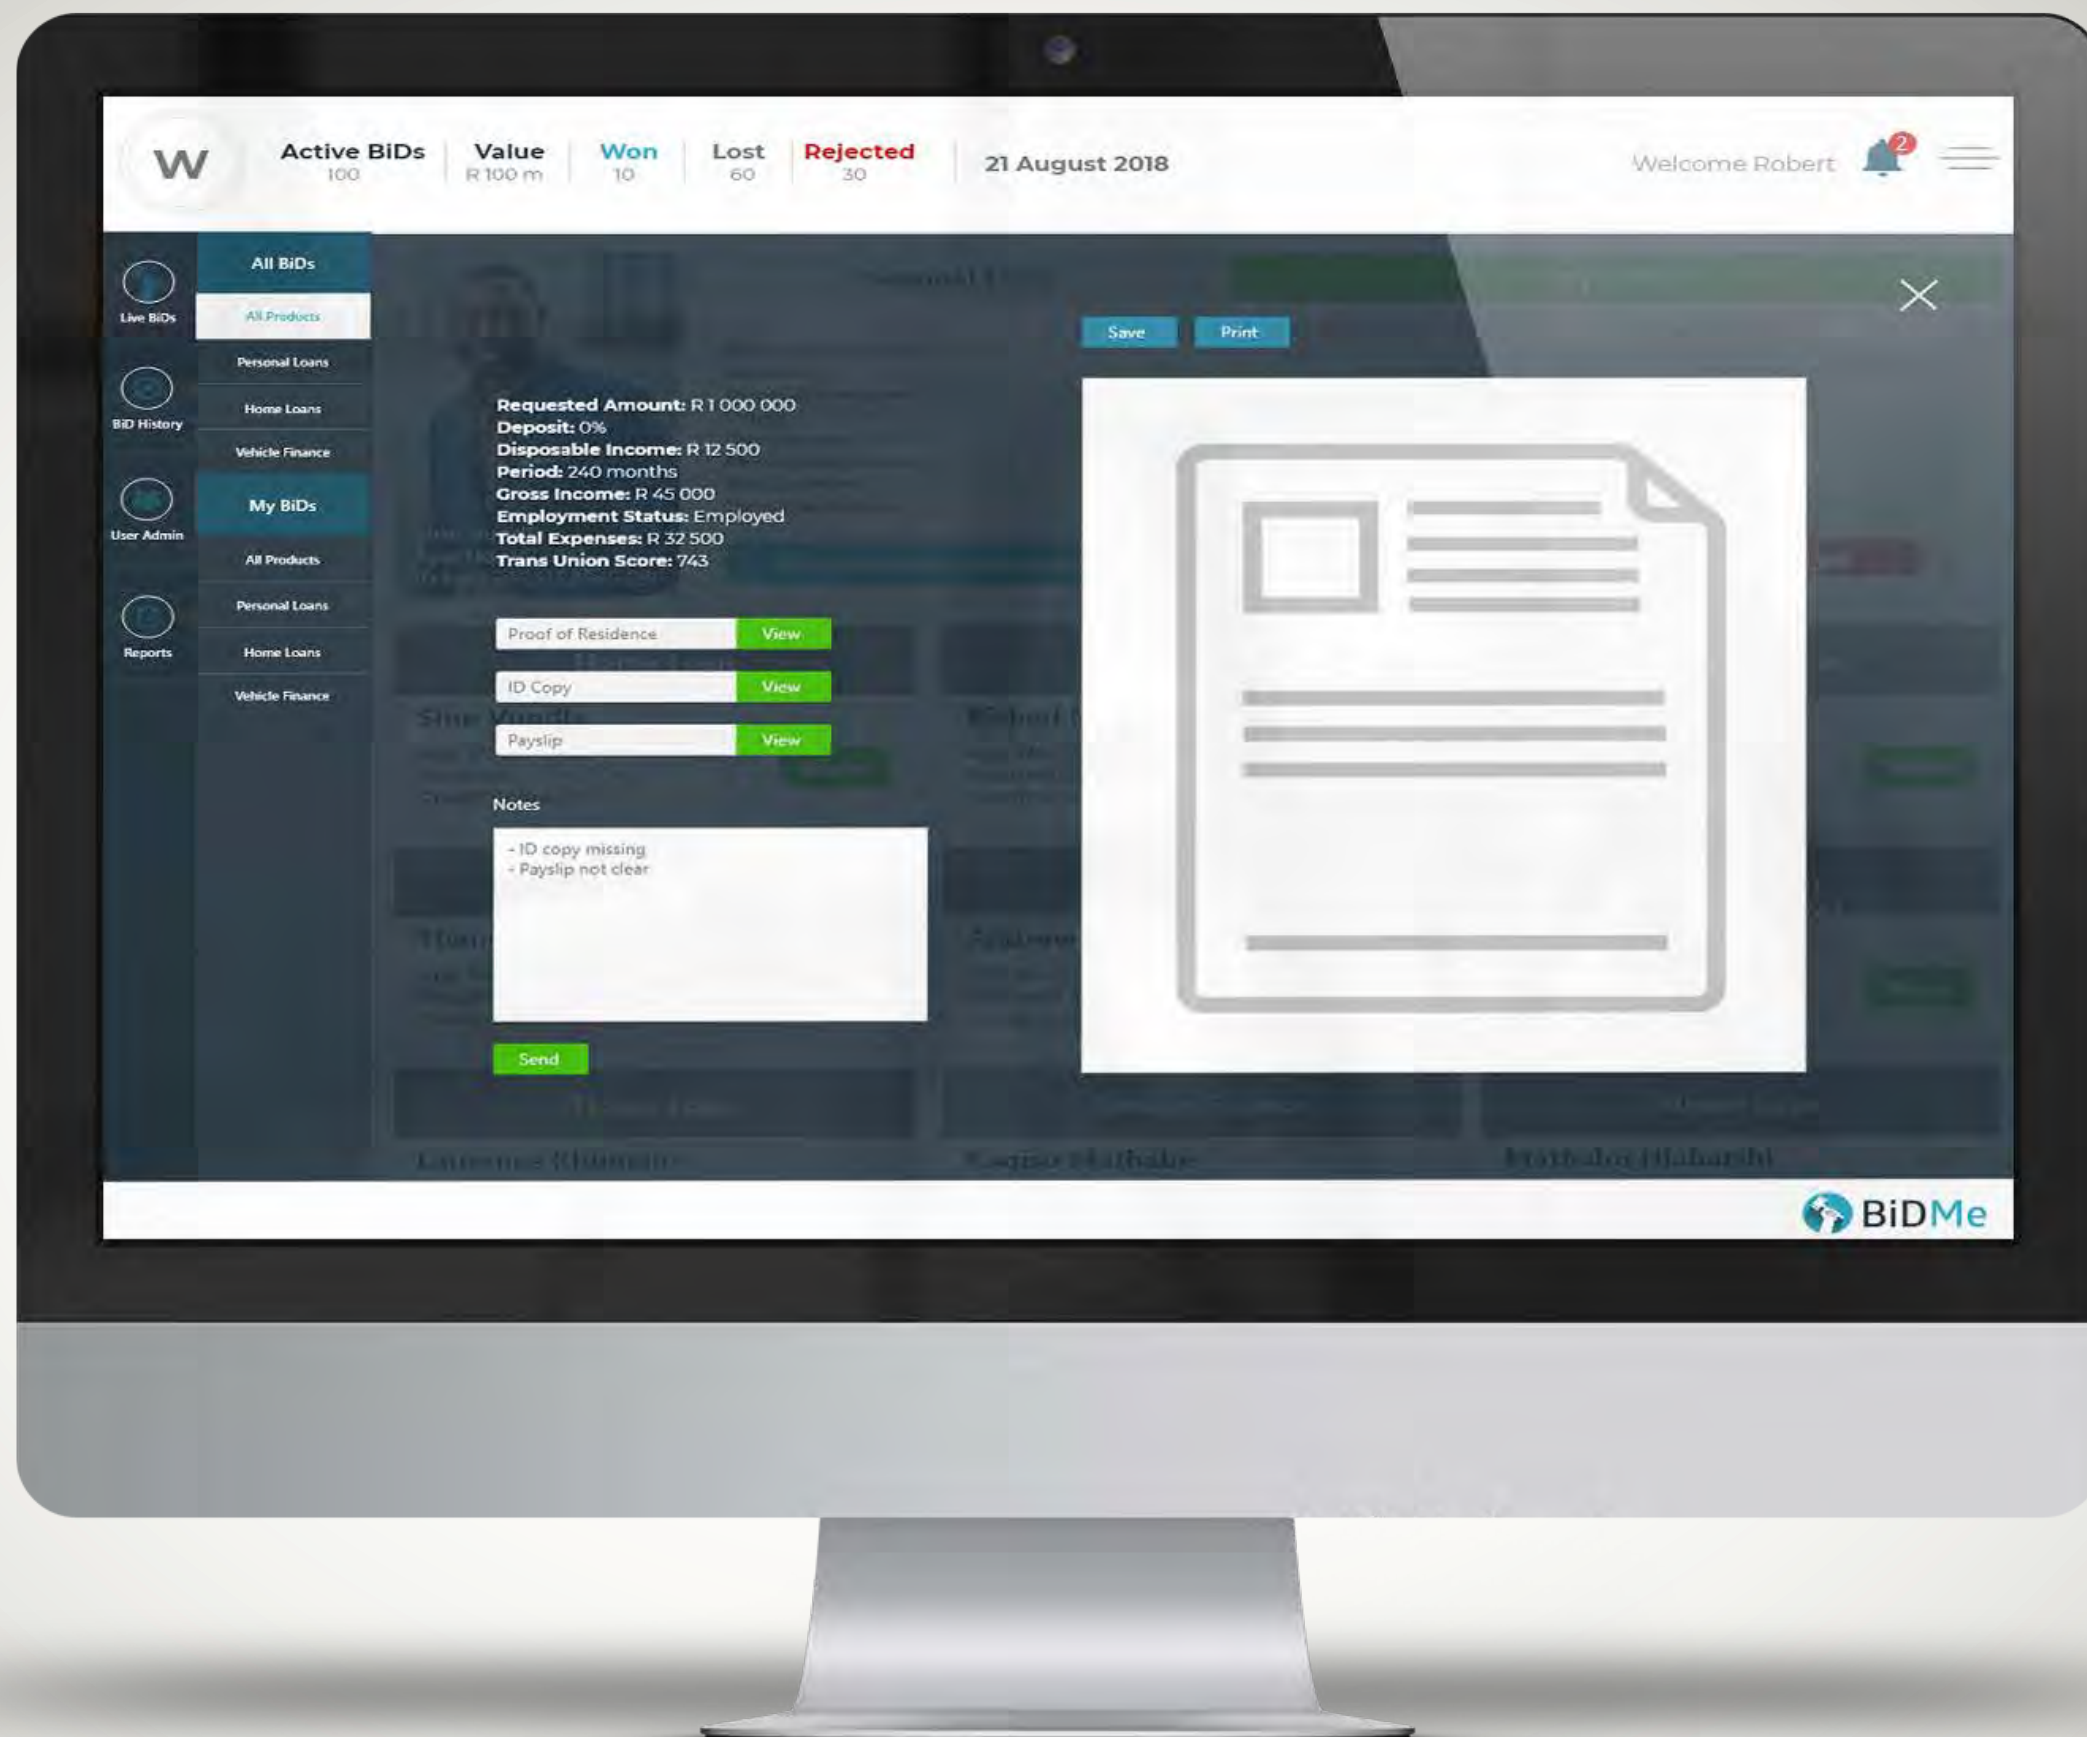 W
Active BiDs
100
Value
R 100 m
Won
10
Lost
60
Rejected
30
21 August 2018
Welcome Robert
2
Live BiDs
BiD History
User Admin
Reports
All BiDs
All Products
Personal Loans
Home Loans
Vehicle Finance
My BiDs
All Products
Personal Loans
Home Loans
Vehicle Finance
Requested Amount: R 1 000 000
Deposit: 0%
Disposable Income: R 12 500
Period: 240 months
Gross Income: R 45 000
Employment Status: Employed
Total Expenses: R 32 500
Trans Union Score: 743
Proof of Residence View
ID Copy View
Payslip View
Notes
- ID copy missing
- Payslip not clear
Send
Save
Print
BiDMe